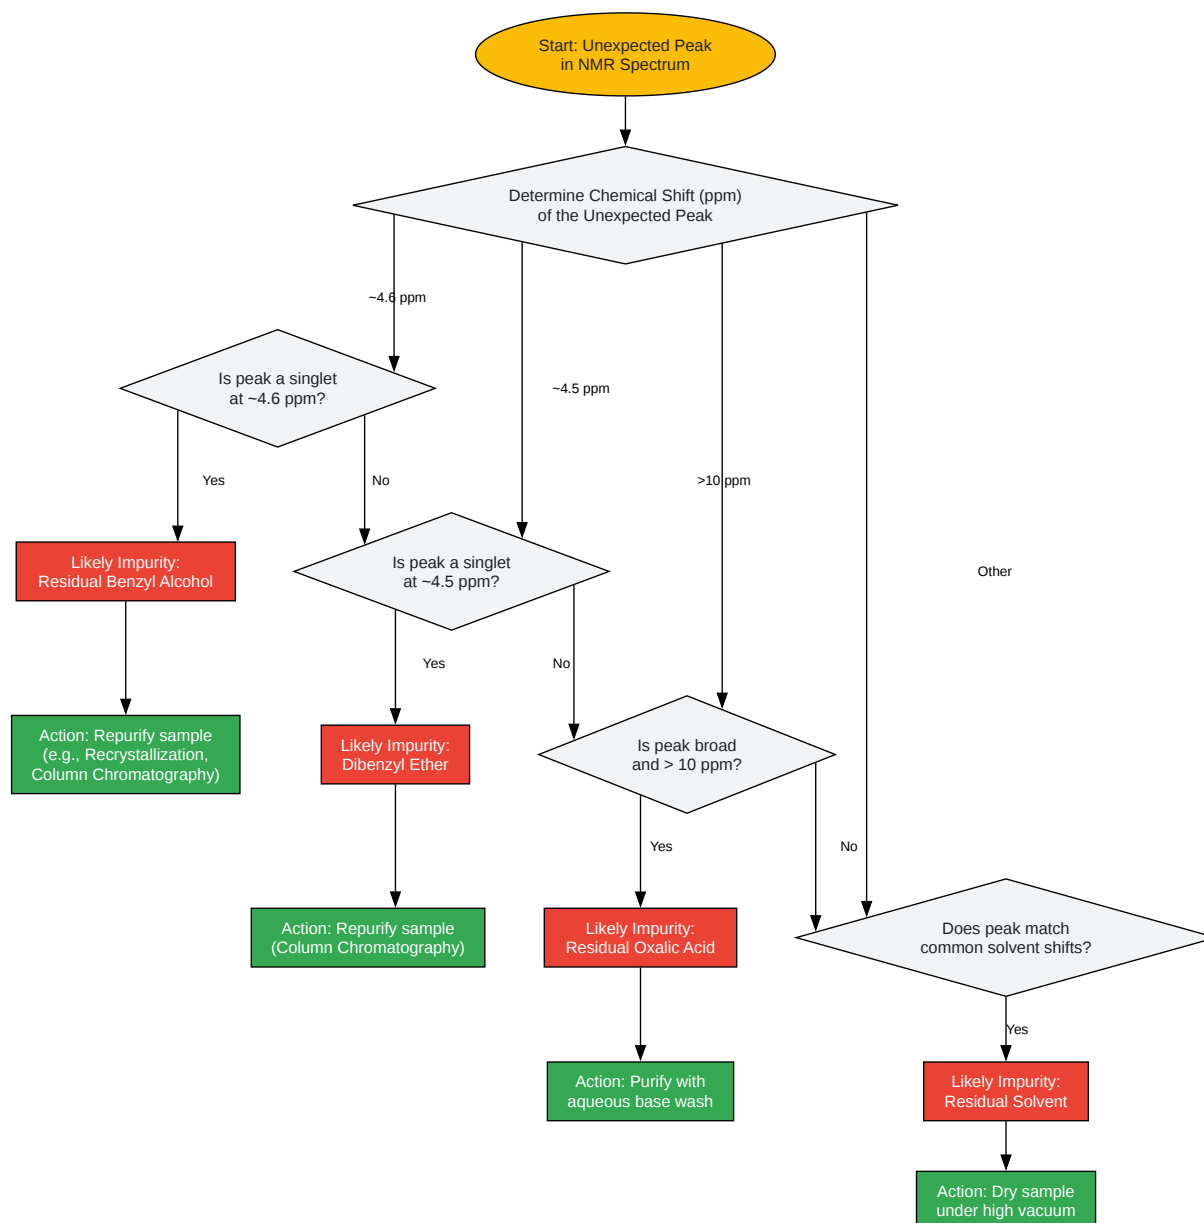 Start: Unexpected Peak
in NMR Spectrum
Determine Chemical Shift (ppm)
of the Unexpected Peak
~4.6 ppm
Is peak a singlet
at ~4.6 ppm?
~4.5 ppm
Yes
No
>10 ppm
Likely Impurity:
Residual Benzyl Alcohol
Is peak a singlet
at ~4.5 ppm?
Other
Yes
No
Action: Repurify sample
(e.g., Recrystallization,
Column Chromatography)
Likely Impurity:
Dibenzyl Ether
Is peak broad
and > 10 ppm?
Yes
No
Action: Repurify sample
(Column Chromatography)
Likely Impurity:
Residual Oxalic Acid
Does peak match
common solvent shifts?
Yes
Action: Purify with
aqueous base wash
Likely Impurity:
Residual Solvent
Action: Dry sample
under high vacuum